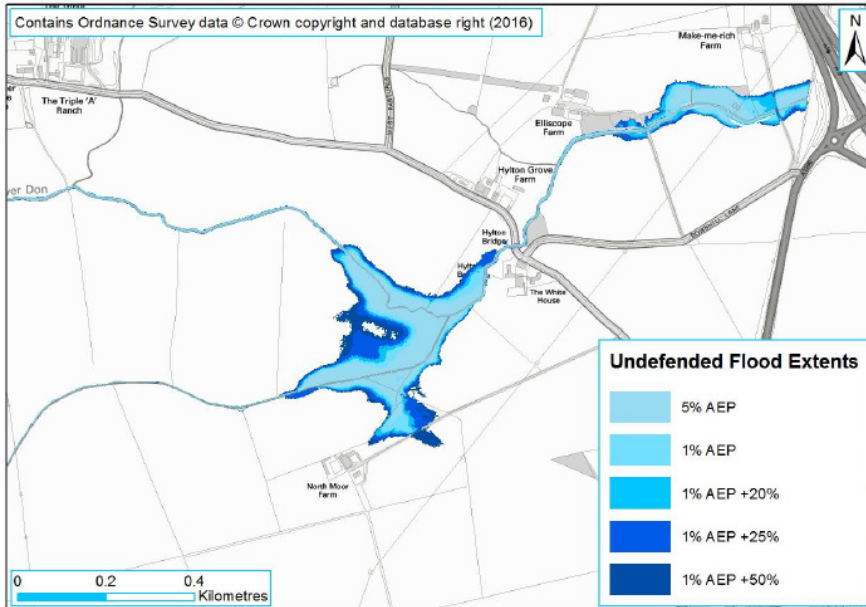 Contains Ordnance Survey data © Crown copyright and database right (2016)
N
Make-me-rich
Farm
The Triple 'A'
Ranch
Elliscope
Farm
Hylton Grove
Farm
Don
Hylton
Bridge
The White
House
North Moor
Farm
Undefended Flood Extents
5% AEP
1% AEP
1% AEP +20%
1% AEP +25%
1% AEP +50%
0 0.2 0.4
Kilometres